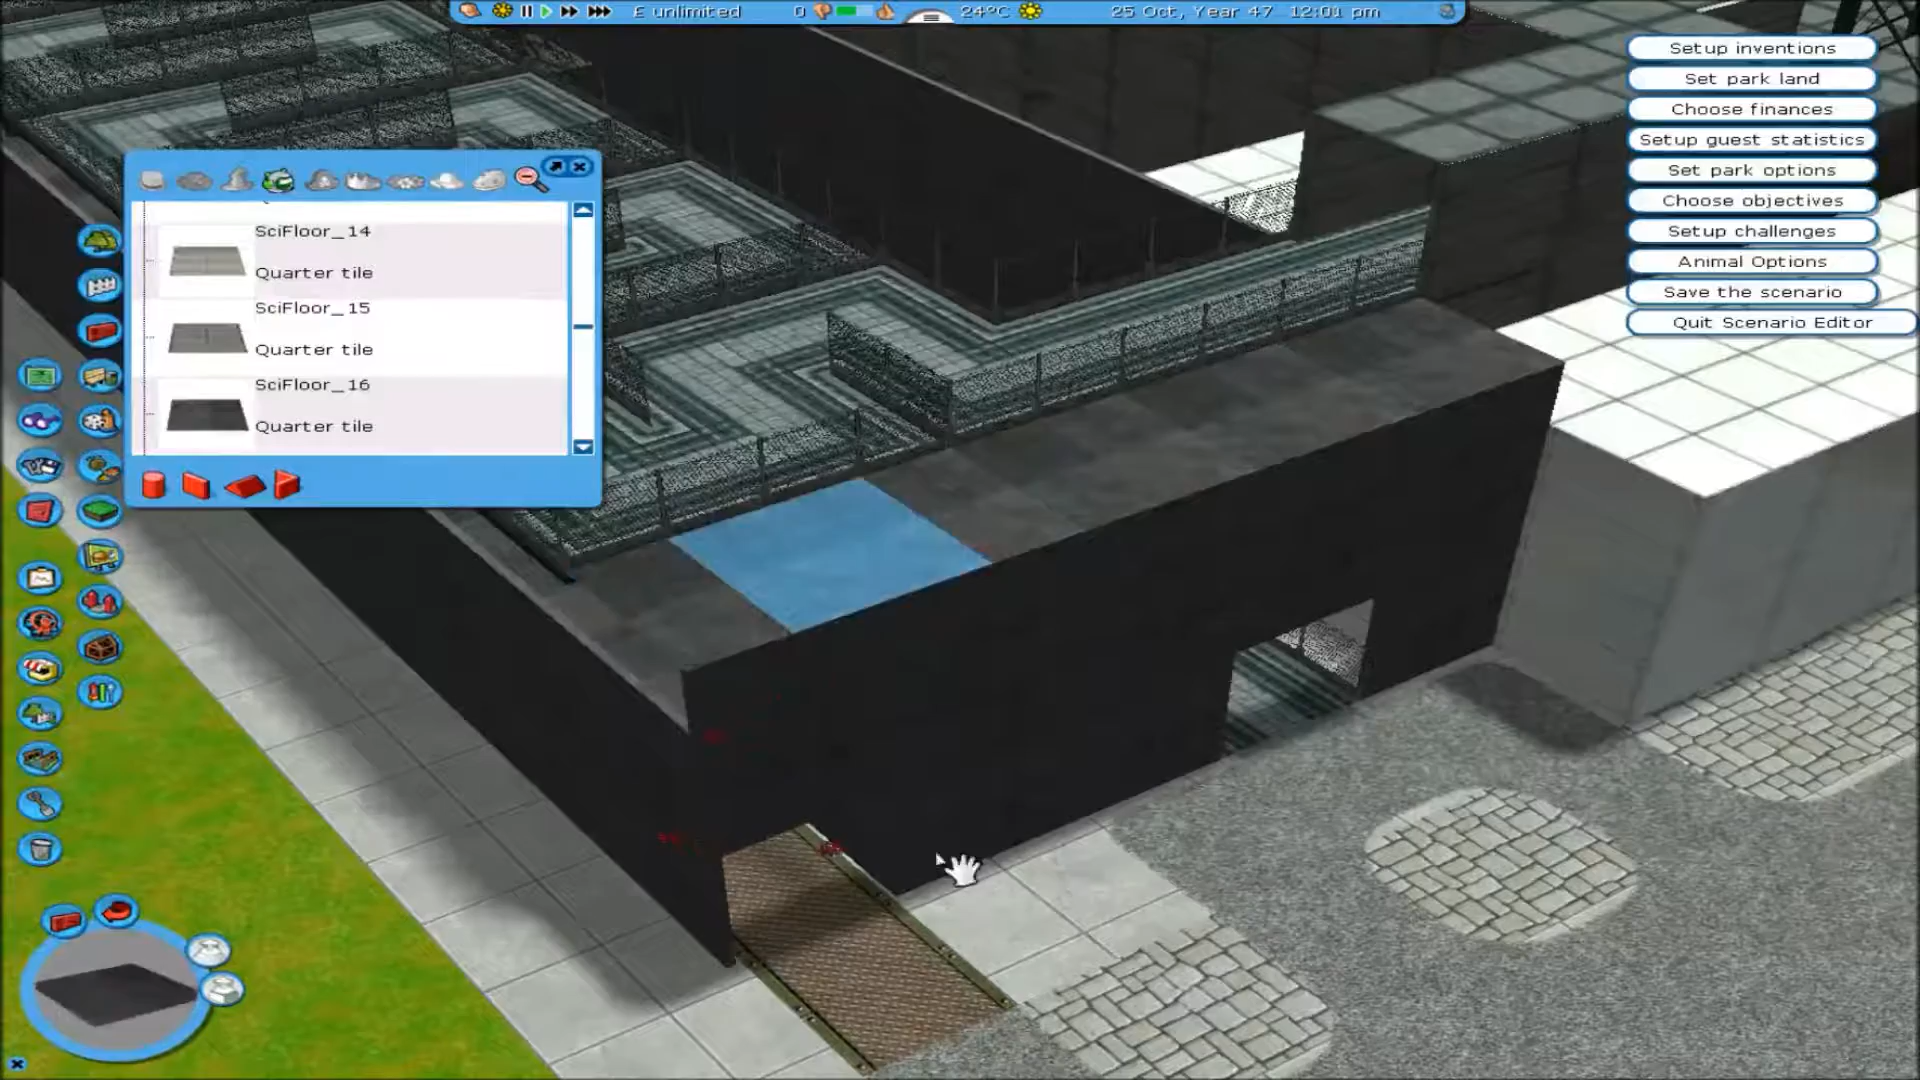 £ unlimited
0
24°C
25 Oct, Year 47 12:01 pm
Setup inventions
Set park land
Choose finances
Setup guest statistics
Set park options
Choose objectives
Setup challenges
Animal Options
Save the scenario
Quit Scenario Editor
SciFloor_14
Quarter tile
SciFloor_15
Quarter tile
SciFloor_16
Quarter tile